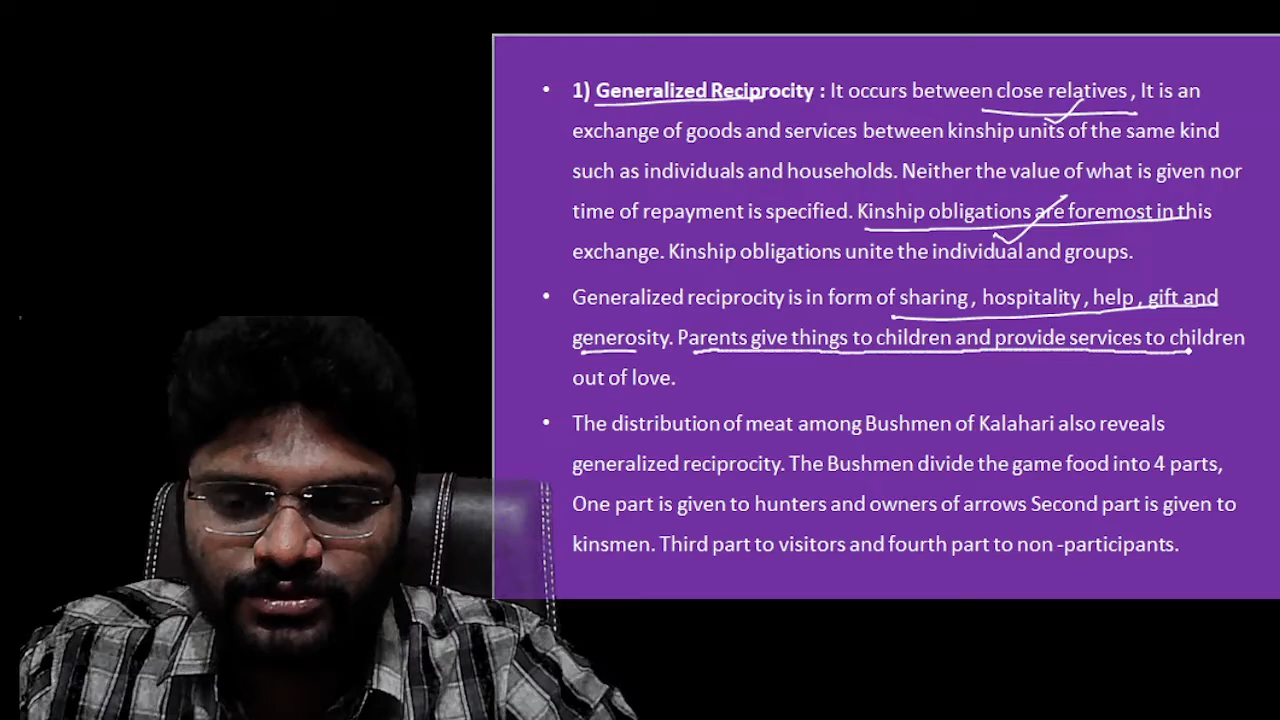 • 1) Generalized Reciprocity : It occurs between close relatives , It is an
exchange of goods and services between kinship units of the same kind
such as individuals and households. Neither the value of what is given nor
time of repayment is specified. Kinship obligations are foremost in this
exchange. Kinship obligations unite the individual and groups.
• Generalized reciprocity is in form of sharing , hospitality , help , gift and
generosity. Parents give things to children and provide services to children
out of love.
• The distribution of meat among Bushmen of Kalahari also reveals
generalized reciprocity. The Bushmen divide the game food into 4 parts,
One part is given to hunters and owners of arrows Second part is given to
kinsmen. Third part to visitors and fourth part to non -participants.